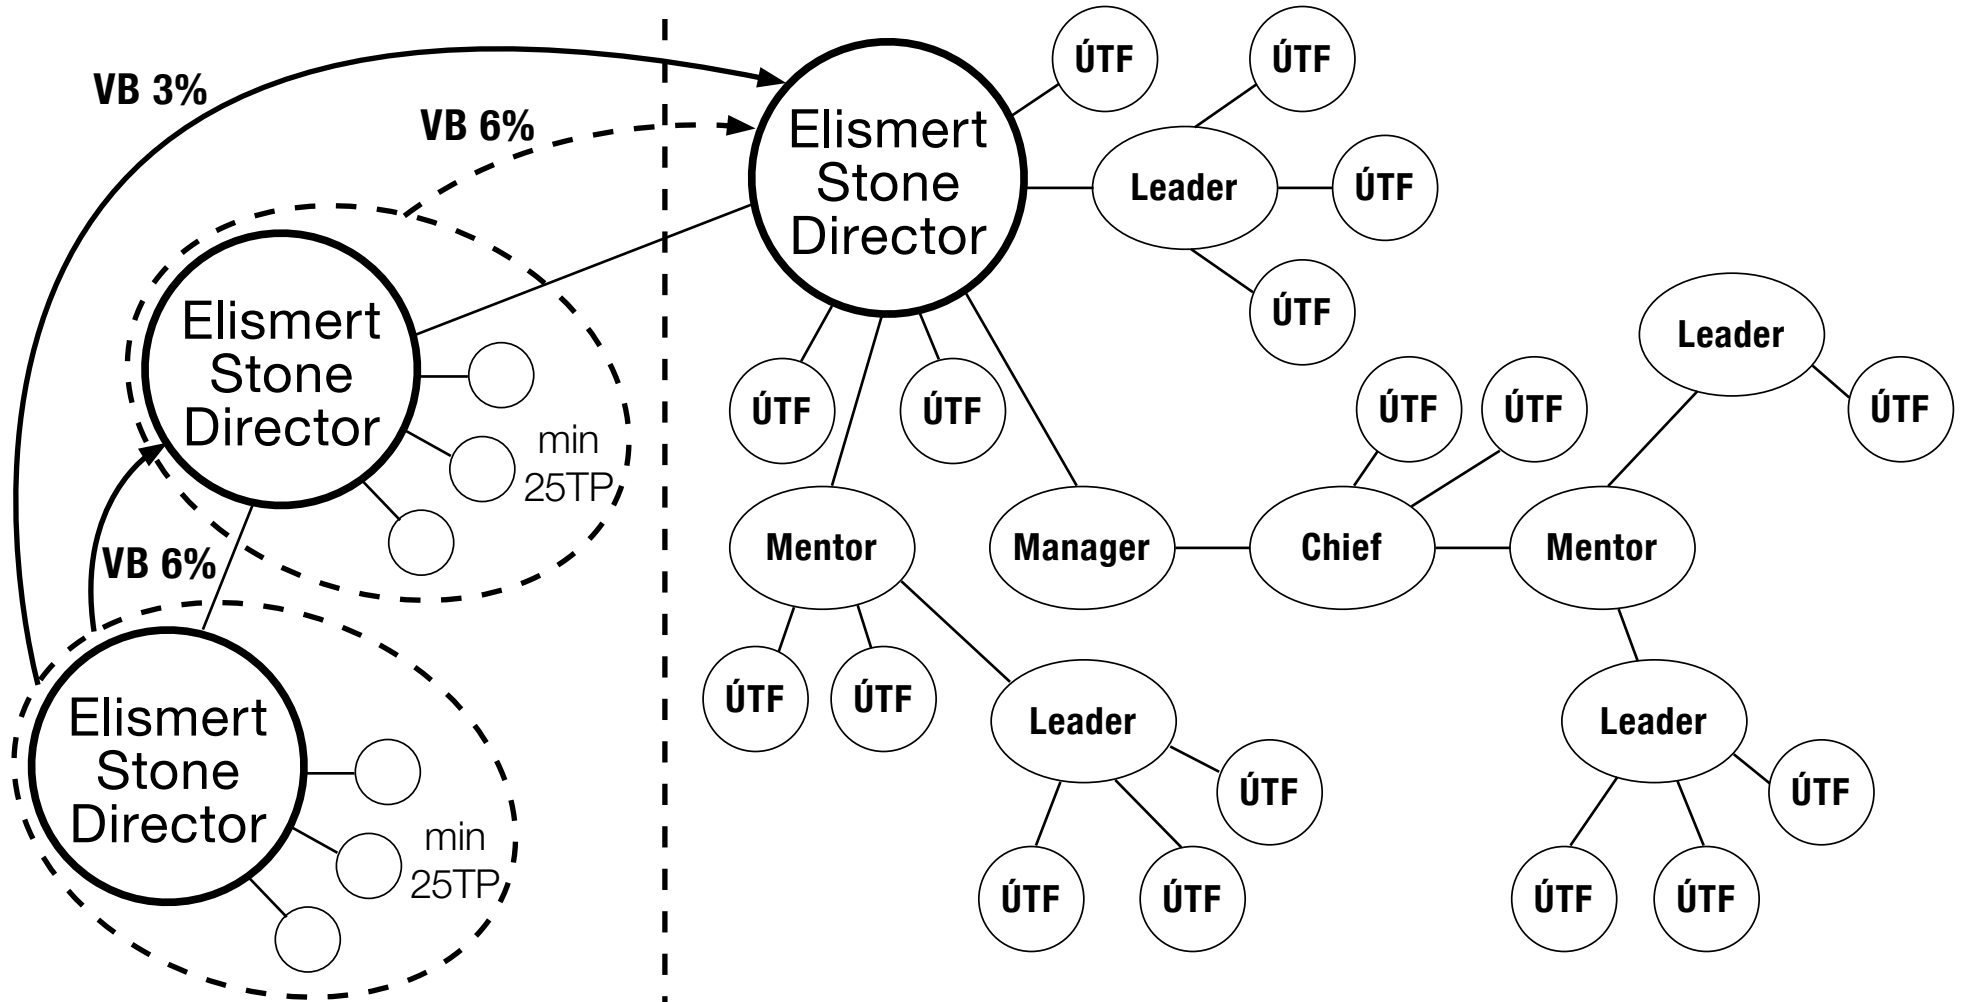 VB 3%
VB 6%
Elismert
Stone
Director
ÚTF
ÚTF
Leader
ÚTF
ÚTF
Elismert
Stone
Director
min
25TP
VB 6%
ÚTF
ÚTF
Leader
ÚTF
ÚTF
ÚTF
Mentor
Manager
Chief
Mentor
ÚTF
ÚTF
Leader
ÚTF
ÚTF
ÚTF
Leader
ÚTF
ÚTF
ÚTF
Elismert
Stone
Director
min
25TP